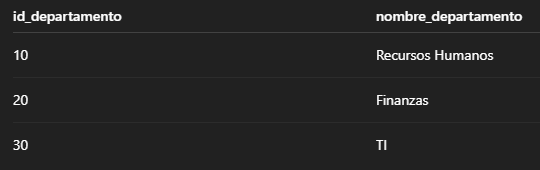 id_departamento nombre_departamento
10 Recursos Humanos
20 Finanzas
30 TI